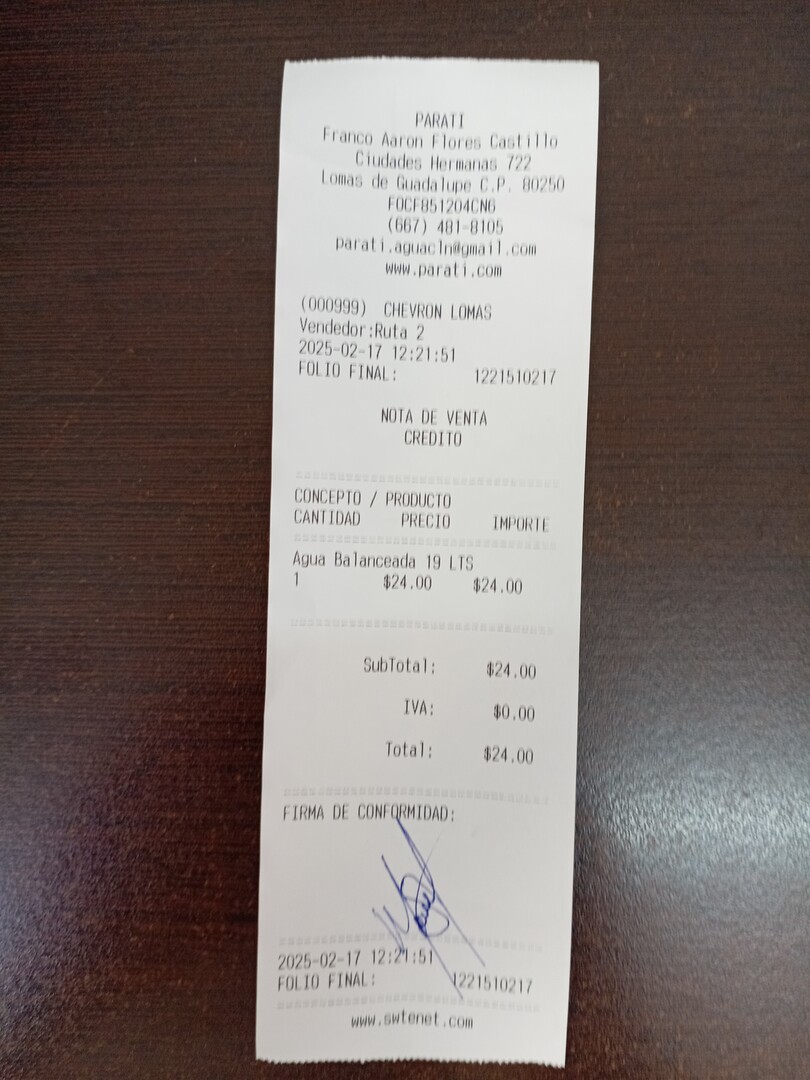 PARATI
Franco Aaron Flores Castillo
Ciudades Hermanas 722
Lomas de Guadalupe C.P. 80250
FOCF851204CN6
(667) 481-8105
parati.aguacln@gmail.com
www.parati.com
(000999) CHEVRON LOMAS
Vendedor:Ruta 2
2025-02-17 12:21:51
FOLIO FINAL: 1221510217
NOTA DE VENTA
CREDITO
CONCEPTO / PRODUCTO
CANTIDAD PRECIO IMPORTE
Agua Balanceada 19 LTS
1 $24.00 $24.00
SubTotal: $24.00
IVA: $0.00
Total: $24.00
FIRMA DE CONFORMIDAD:
2025-02-17 12:21:51
FOLIO FINAL: 1221510217
www.swtenet.com